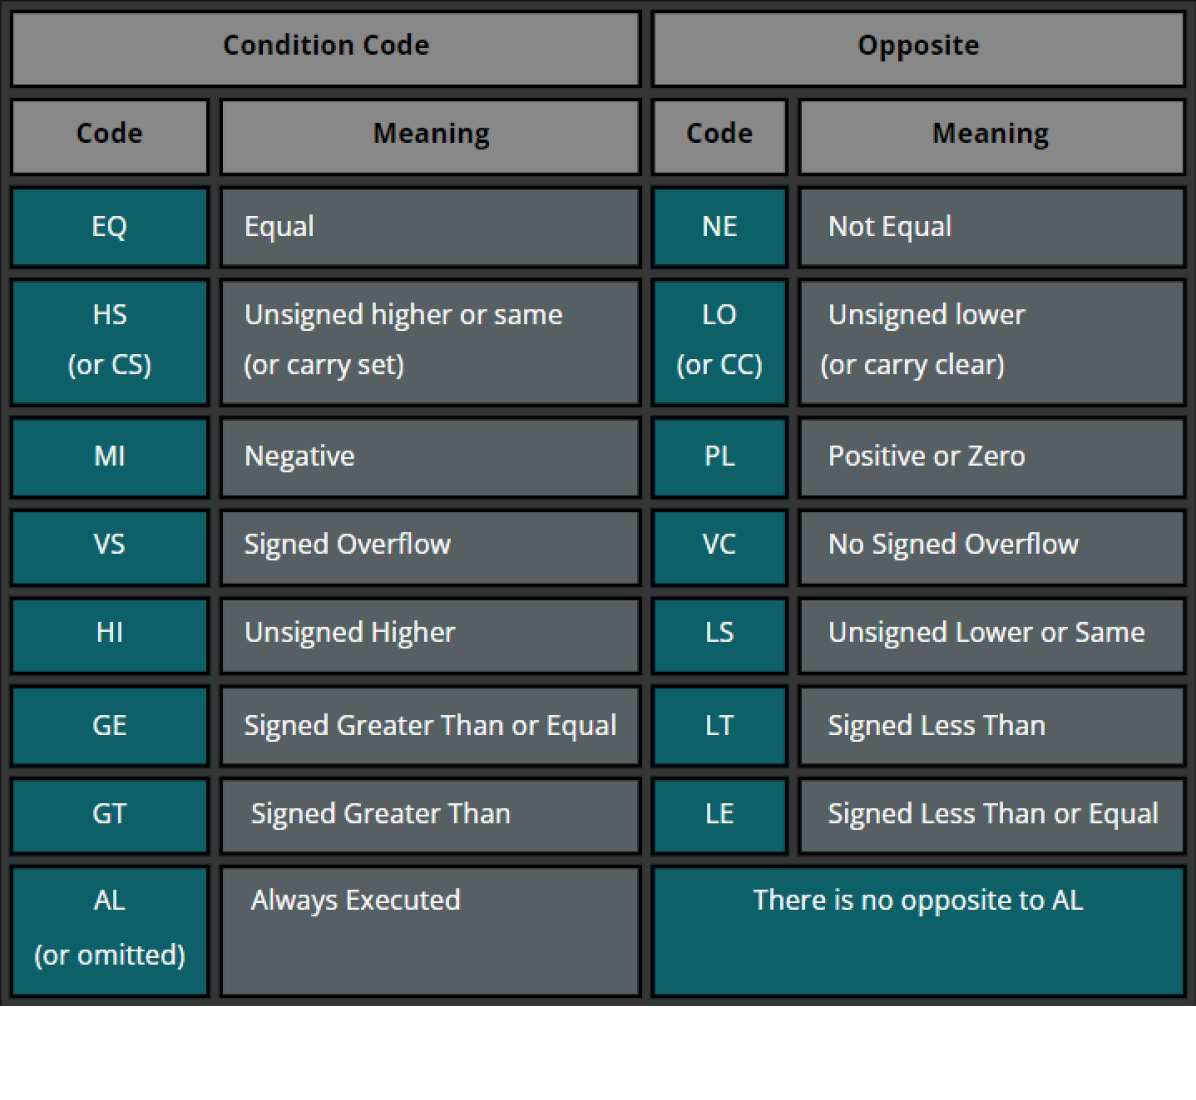 Condition Code Opposite
Code Meaning Code Meaning
EQ Equal NE Not Equal
HS Unsigned higher or same LO Unsigned lower
(or CS) (or carry set) (or CC) (or carry clear)
MI Negative PL Positive or Zero
VS Signed Overflow VC No Signed Overflow
HI Unsigned Higher LS Unsigned Lower or Same
GE Signed Greater Than or Equal LT Signed Less Than
GT Signed Greater Than LE Signed Less Than or Equal
AL Always Executed There is no opposite to AL
(or omitted)